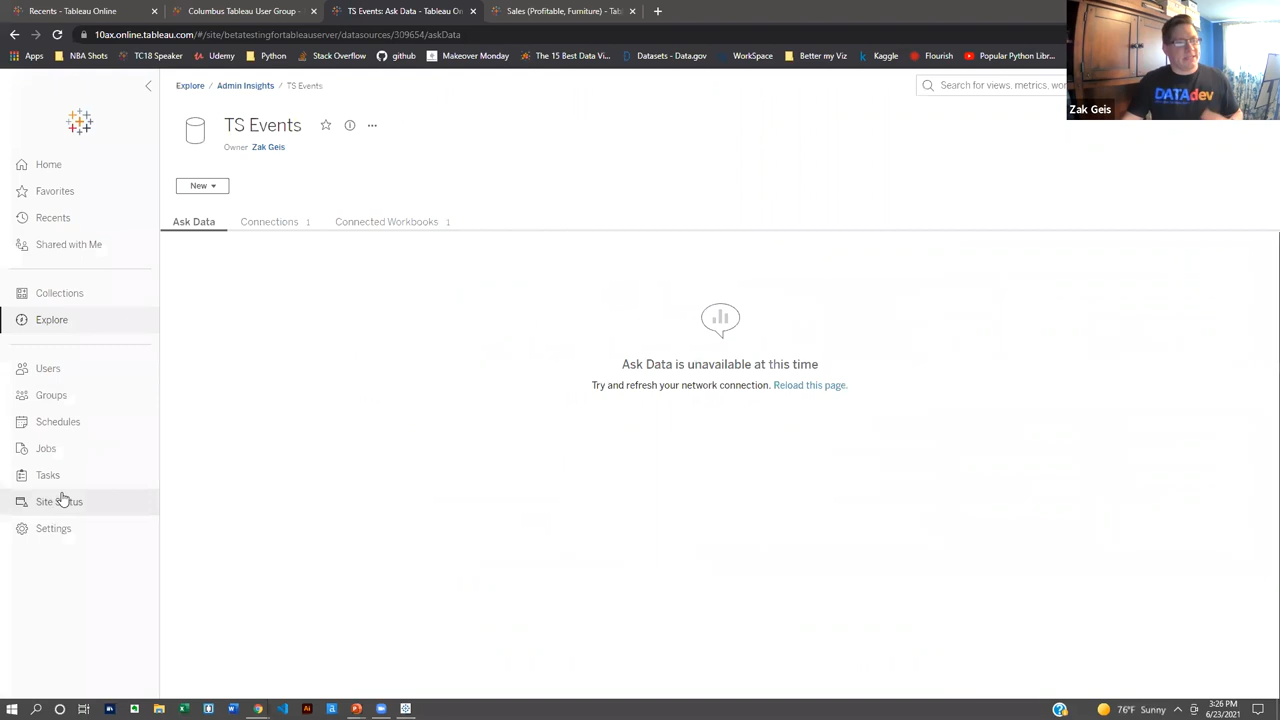 Recents - Tableau Online
Columbus Tableau User Group -
TS Events: Ask Data - Tableau On
Sales (Profitable, Furniture) - Tab
10ax.online.tableau.com/#/site/betatestingfortableauserver/datasources/309654/askData
Apps
NBA Shots
TC18 Speaker
Udemy
Python
Stack Overflow
github
Makeover Monday
The 15 Best Data Vi...
Datasets - Data.gov
WorkSpace
Better my Viz
Kaggle
Flourish
Popular Python Libr...
Explore
Admin Insights
TS Events
Search for views, metrics, wor
DATAdev
Zak Geis
TS Events
Owner Zak Geis
New
Ask Data
Connections 1
Connected Workbooks 1
Home
Favorites
Recents
Shared with Me
Collections
Explore
Users
Groups
Schedules
Jobs
Tasks
Site Status
Settings
Ask Data is unavailable at this time
Try and refresh your network connection. Reload this page.
76°F Sunny
3:26 PM
6/23/2021